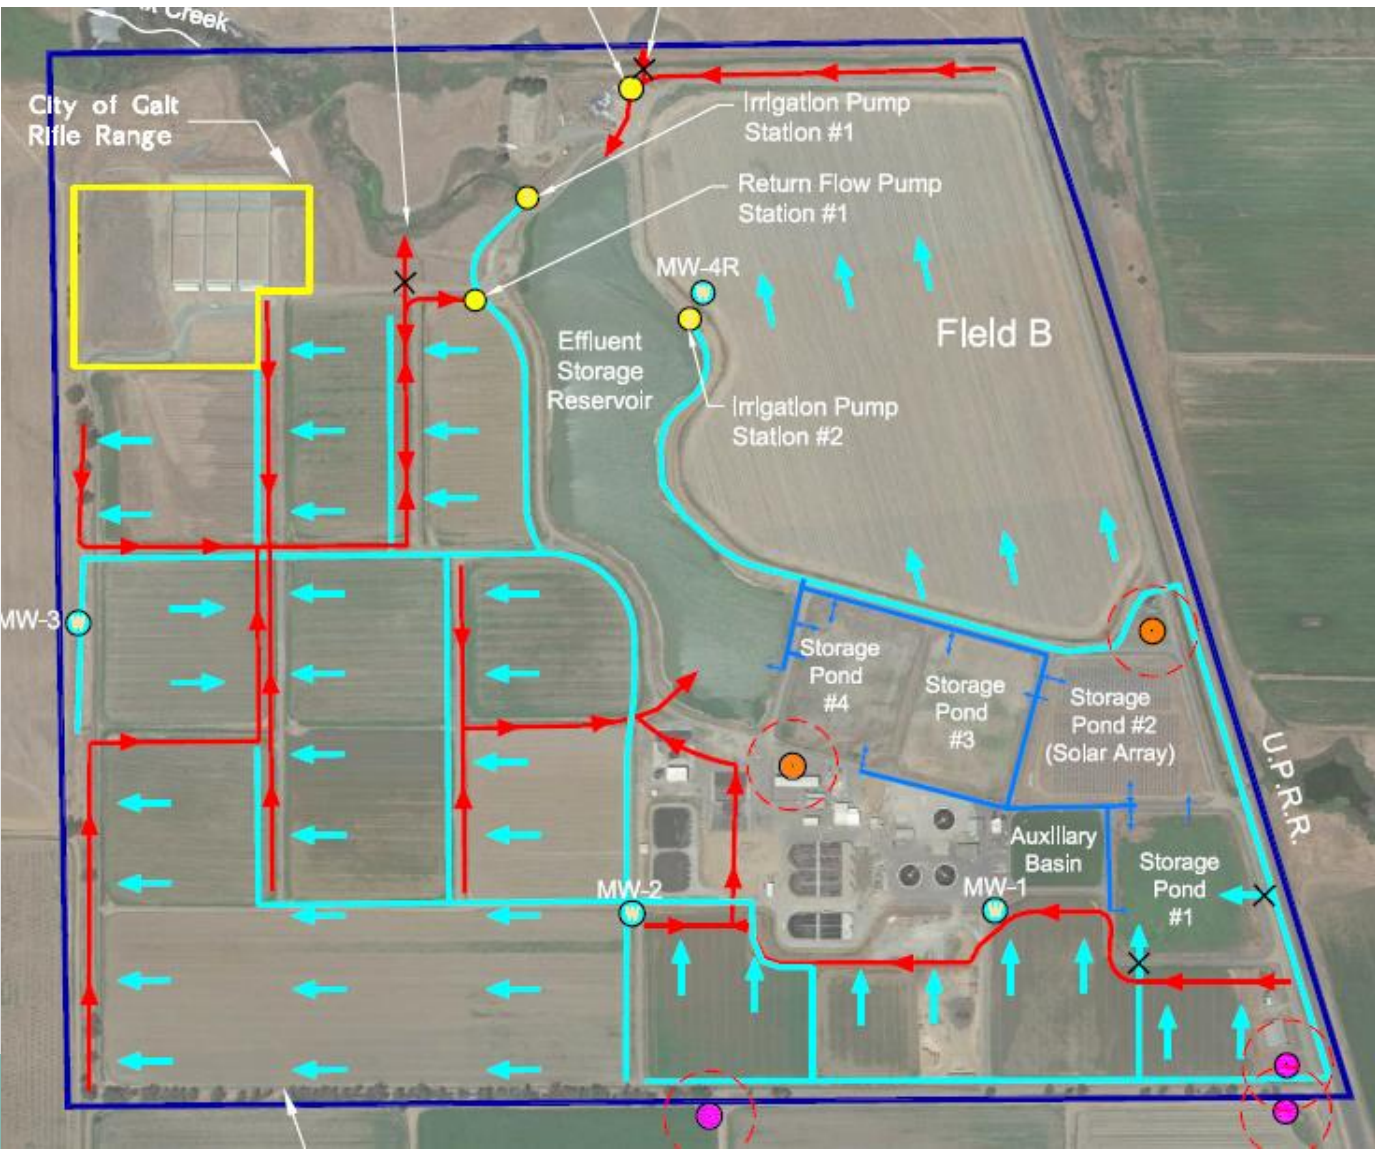 Creek
City of Galt
Rifle Range
Irrigation Pump
Station #1
Return Flow Pump
Station #1
MW-4R
W
Field B
Effluent
Storage
Reservoir
Irrigation Pump
Station #2
MW-3
W
Storage
Pond
#4
Storage
Pond
#3
Storage
Pond #2
(Solar Array)
U.P.R.R.
Auxiliary
Basin
Storage
Pond
#1
MW-2
W
MW-1
W